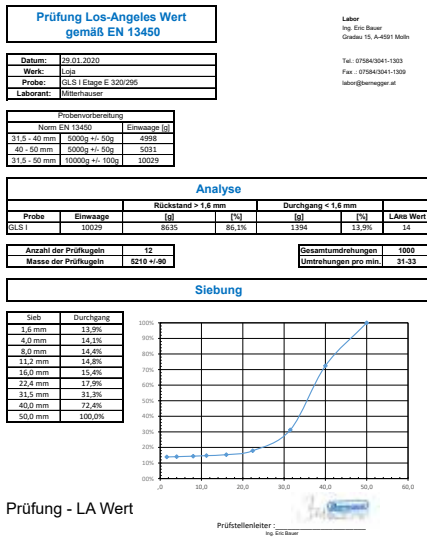 Prüfung Los-Angeles Wert
gemäß EN 13450
Labor
Ing. Eric Bauer
Gradau 15, A-4591 Molln
Tel.: 07584/3041-1303
Fax .: 07584/3041-1309
labor@bernegger.at
Datum: 29.01.2020
Werk: Loja
Probe: GLS I Etage E 320/295
Laborant: Mitterhauser
Probenvorbereitung
Norm EN 13450 Einwaage [g]
31,5 - 40 mm 5000g +/- 50g 4998
40 - 50 mm 5000g +/- 50g 5031
31,5 - 50 mm 10000g +/- 100g 10029
Analyse
Rückstand > 1,6 mm Durchgang < 1,6 mm
Probe Einwaage [g] [%] [g] [%] LARB Wert
GLS I 10029 8635 86,1% 1394 13,9% 14
Anzahl der Prüfkugeln 12 Gesamtumdrehungen 1000
Masse der Prüfkugeln 5210 +/-90 Umtrehungen pro min. 31-33
Siebung
Sieb Durchgang
1,6 mm 13,9%
4,0 mm 14,1%
8,0 mm 14,4%
11,2 mm 14,8%
16,0 mm 15,4%
22,4 mm 17,9%
31,5 mm 31,3%
40,0 mm 72,4%
50,0 mm 100,0%
100%
90%
80%
70%
60%
50%
40%
30%
20%
10%
,0 10,0 20,0 30,0 40,0 50,0 60,0
Prüfung - LA Wert
Prüfstellenleiter :
Ing. Eric Bauer